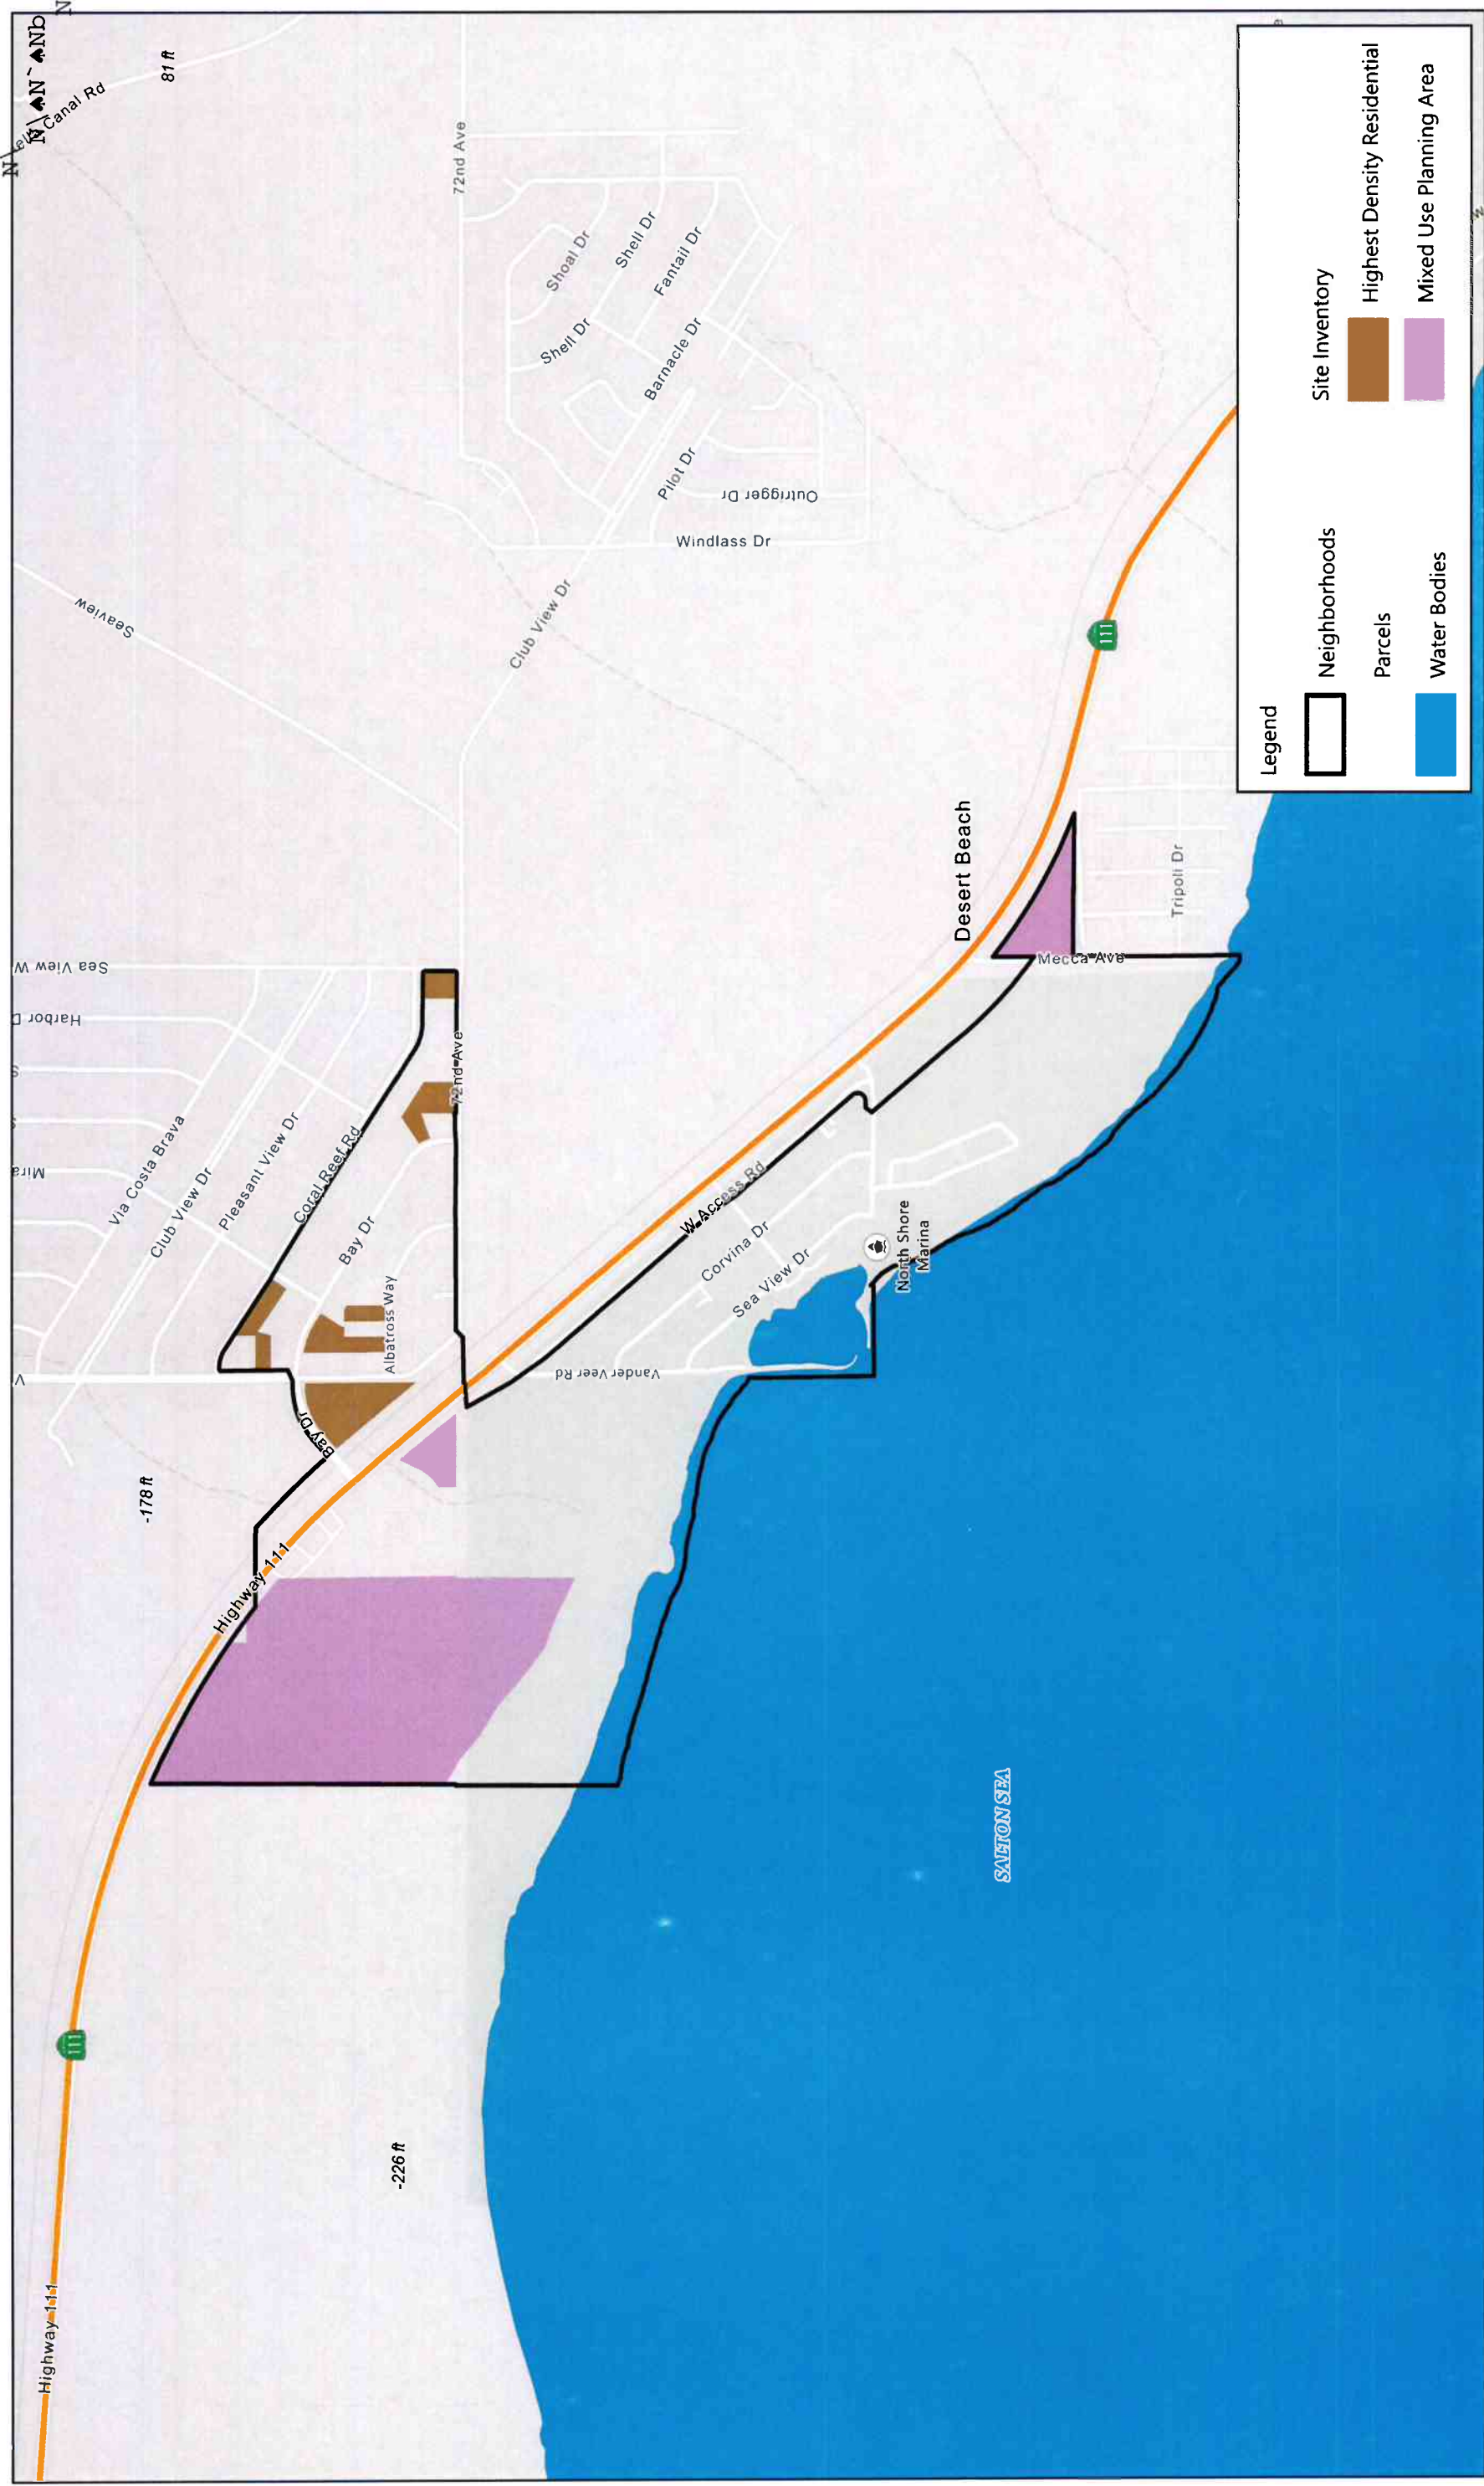 Highway 111
111
-226 ft
-178 ft
Highway 111
Bay Dr
V
Albatross Way
Bay Dr
Coral Reef Rd
Pleasant View Dr
Club View Dr
Via Costa Brava
Mira
Harbor D
Sea View W
72nd Ave
Vander Veer Rd
Sea View Dr
Corvina Dr
W Access Rd
North Shore
Marina
SALTON SEA
Mecca Ave
Desert Beach
Tripoli Dr
111
Seaview
Club View Dr
Windlass Dr
Outrigger Dr
Pilot Dr
Barnacle Dr
Shell Dr
Fantail Dr
Shell Dr
Shoal Dr
72nd Ave
Canal Rd
81 ft
Legend
Neighborhoods
Parcels
Water Bodies
Site Inventory
Highest Density Residential
Mixed Use Planning Area